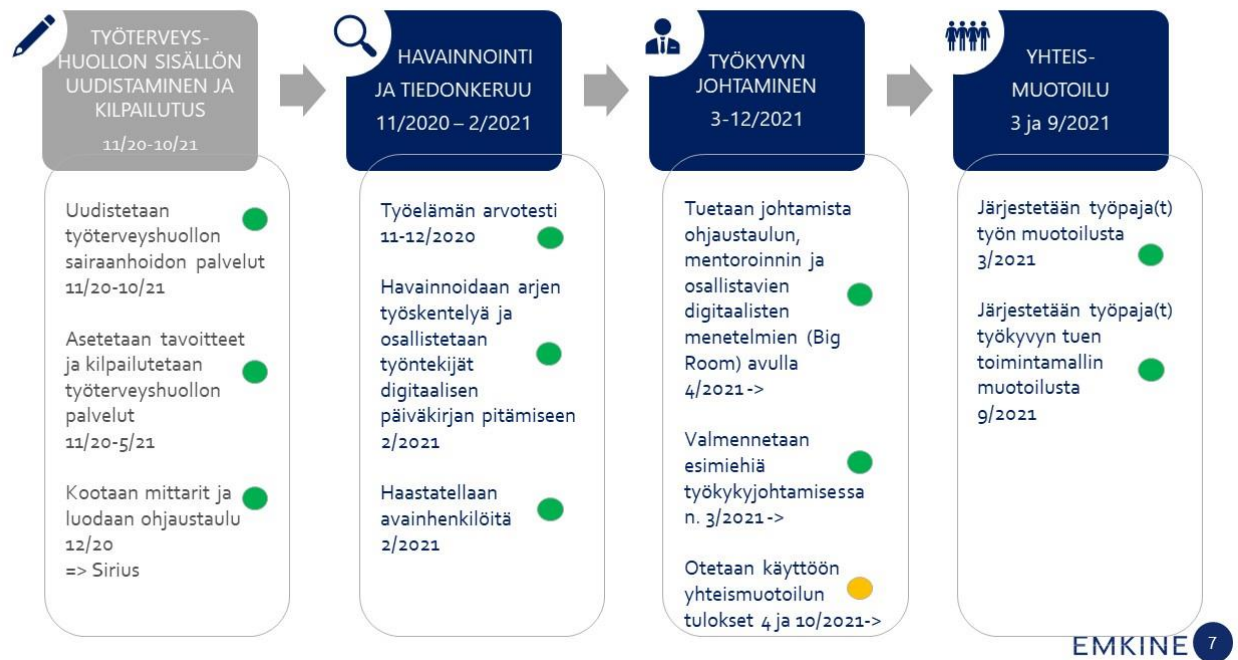 TYÖTERVEYS-
HUOLLON SISÄLLÖN
UUDISTAMINEN JA
KILPAILUTUS
11/20-10/21
Uudistetaan
työterveyshuollon
sairaanhoidon palvelut
11/20-10/21
Asetetaan tavoitteet
ja kilpailutetaan
työterveyshuollon
palvelut
11/20-5/21
Kootaan mittarit ja
luodaan ohjaustaulu
12/20
=> Sirius
HAVAINNOINTI
JA TIEDONKERUU
11/2020 – 2/2021
Työelämän arvotesti
11-12/2020
Havainnoidaan arjen
työskentelyä ja
osallistetaan
työntekijät
digitaalisen
päiväkirjan pitämiseen
2/2021
Haastatellaan
avainhenkilöitä
2/2021
TYÖKYVYN
JOHTAMINEN
3-12/2021
Tuetaan johtamista
ohjaustaulun,
mentoroinnin ja
osallistavien
digitaalisten
menetelmien (Big
Room) avulla
4/2021->
Valmennetaan
esimiehiä
työkykyjohtamisessa
n. 3/2021->
Otetaan käyttöön
yhteismuotoilun
tulokset 4 ja 10/2021->
YHTEIS-
MUOTOILU
3 ja 9/2021
Järjestetään työpaja(t)
työn muotoilusta
3/2021
Järjestetään työpaja(t)
työkyvyn tuen
toimintamallin
muotoilusta
9/2021
EMKINE 7